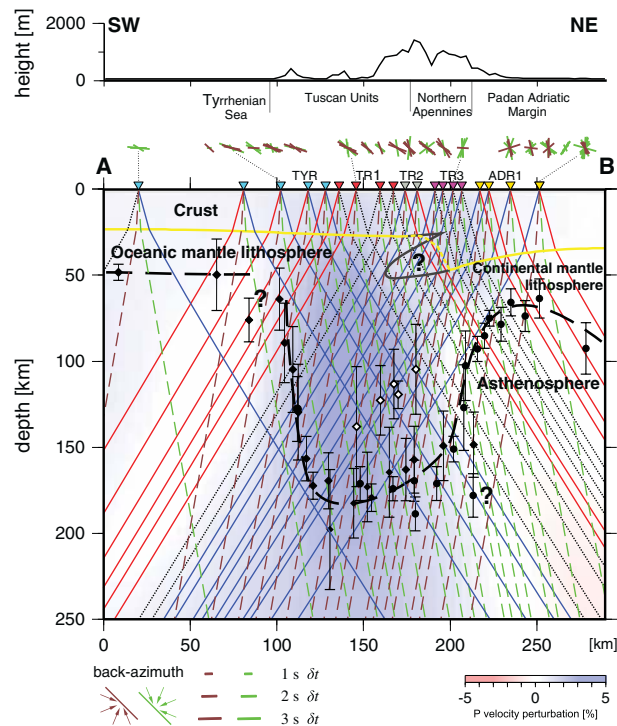 SW NE
height [m]
2000
0
Tyrrhenian Sea
Tuscan Units
Northern Apennines
Padan Adriatic Margin
A B
TYR TR1 TR2 TR3 ADR1
depth [km]
0
50
100
150
200
250
Crust
Oceanic mantle lithosphere
?
?
Continental mantle lithosphere
Asthenosphere
?
0 50 100 150 200 250 [km]
back-azimuth
1 s δt
2 s δt
3 s δt
-5 0 5
P velocity perturbation [%]